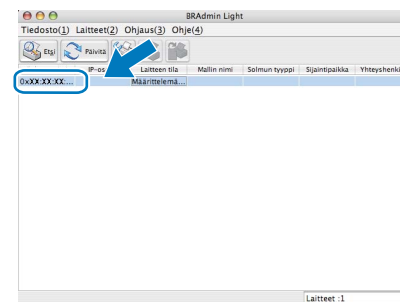 BRAdmin Light
Tiedosto(1) Laitteet(2) Ohjaus(3) Ohje(4)
Etsi Päivitä
IP-os Laitteen tila Mallin nimi Solmun tyyppi Sijaintipaikka Yhteyshenki
0xXX:XX:XX:... Määrittelemä...
Laitteet :1